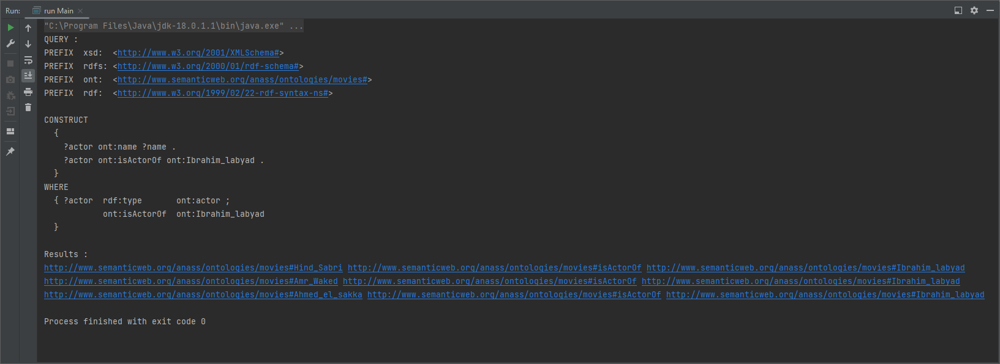 Run: run Main
"C:\Program Files\Java\jdk-18.0.1.1\bin\java.exe" ...
QUERY :
PREFIX  xsd:  <http://www.w3.org/2001/XMLSchema#>
PREFIX  rdfs: <http://www.w3.org/2000/01/rdf-schema#>
PREFIX  ont:  <http://www.semanticweb.org/anass/ontologies/movies#>
PREFIX  rdf:  <http://www.w3.org/1999/02/22-rdf-syntax-ns#>

CONSTRUCT
  {
    ?actor ont:name ?name .
    ?actor ont:isActorOf ont:Ibrahim_labyad .
  }
WHERE
  { ?actor  rdf:type       ont:actor ;
            ont:isActorOf  ont:Ibrahim_labyad
  }

Results :
http://www.semanticweb.org/anass/ontologies/movies#Hind_Sabri http://www.semanticweb.org/anass/ontologies/movies#isActorOf http://www.semanticweb.org/anass/ontologies/movies#Ibrahim_labyad
http://www.semanticweb.org/anass/ontologies/movies#Amr_Waked http://www.semanticweb.org/anass/ontologies/movies#isActorOf http://www.semanticweb.org/anass/ontologies/movies#Ibrahim_labyad
http://www.semanticweb.org/anass/ontologies/movies#Ahmed_el_sakka http://www.semanticweb.org/anass/ontologies/movies#isActorOf http://www.semanticweb.org/anass/ontologies/movies#Ibrahim_labyad

Process finished with exit code 0